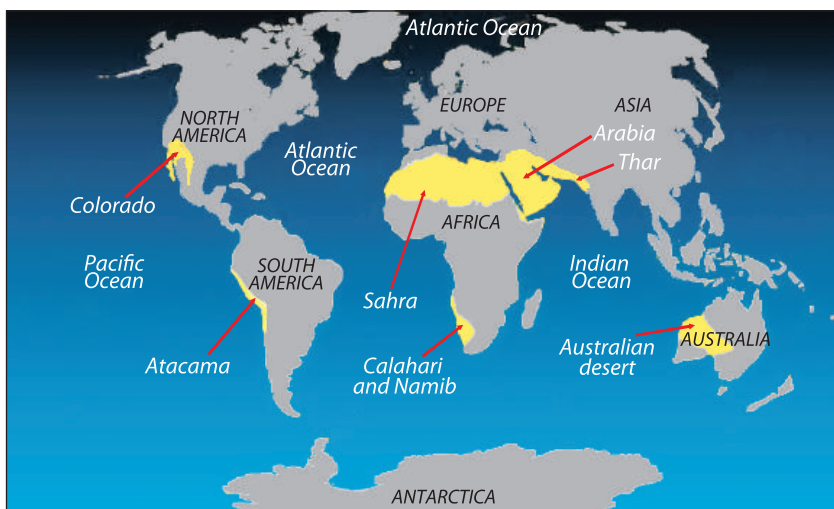 Atlantic Ocean
NORTH
AMERICA
EUROPE
ASIA
Arabia
Thar
Atlantic
Ocean
Colorado
AFRICA
Pacific
Ocean
SOUTH
AMERICA
Indian
Ocean
Sahra
Atacama
Calahari
and Namib
Australian
desert
AUSTRALIA
ANTARCTICA